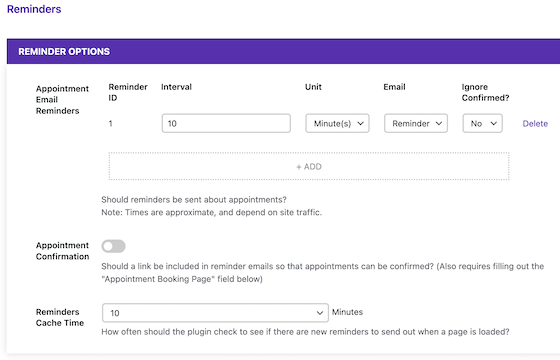 Reminders
REMINDER OPTIONS
Appointment Email Reminders
Reminder ID Interval Unit Email Ignore Confirmed?
1 10 Minute(s) Reminder No Delete
+ ADD
Should reminders be sent about appointments?
Note: Times are approximate, and depend on site traffic.
Appointment Confirmation
Should a link be included in reminder emails so that appointments can be confirmed? (Also requires filling out the
"Appointment Booking Page" field below)
Reminders Cache Time
10 Minutes
How often should the plugin check to see if there are new reminders to send out when a page is loaded?